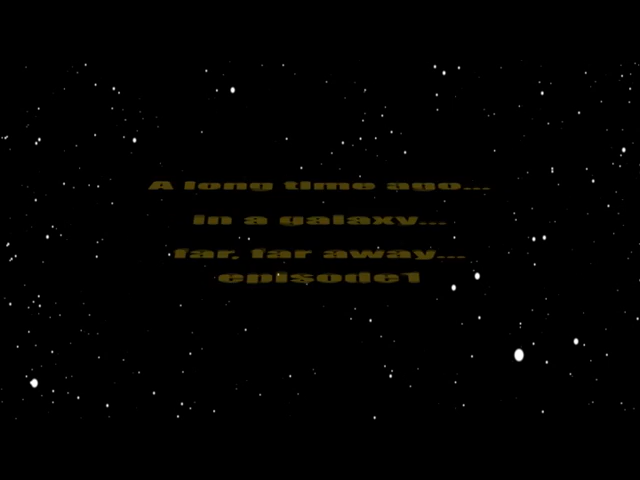 A long time ago...
in a galaxy...
far, far away...
episode1